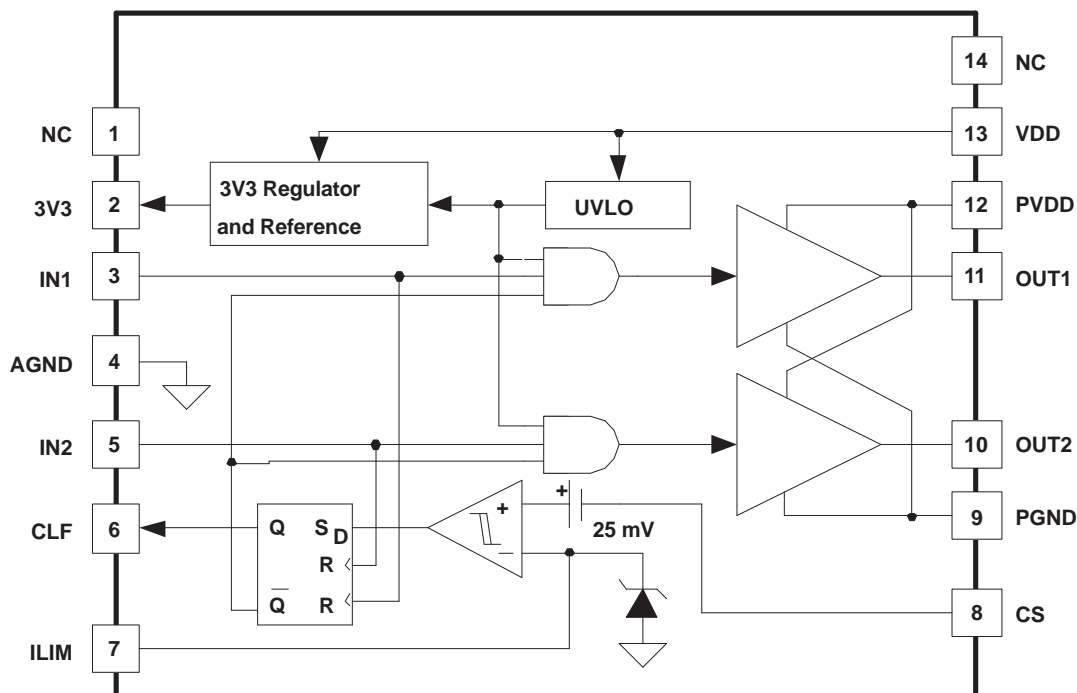 14 NC
NC 1
13 VDD
3V3 2
3V3 Regulator
and Reference
UVLO
12 PVDD
IN1 3
11 OUT1
AGND 4
IN2 5
10 OUT2
CLF 6
Q SD
R
Q̅ R
+
−
+
25 mV
9 PGND
8 CS
ILIM 7